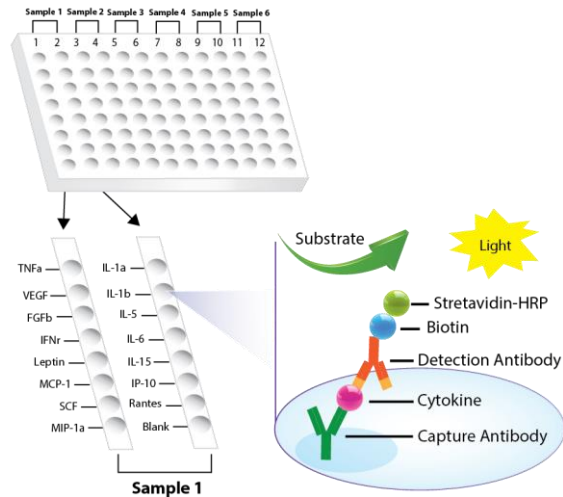 Sample 1 Sample 2 Sample 3 Sample 4 Sample 5 Sample 6
1 2 3 4 5 6 7 8 9 10 11 12
TNFa
VEGF
FGFb
IFNr
Leptin
MCP-1
SCF
MIP-1a
IL-1a
IL-1b
IL-5
IL-6
IL-15
IP-10
Rantes
Blank
Sample 1
Substrate
Light
Stretavidin-HRP
Biotin
Detection Antibody
Cytokine
Capture Antibody